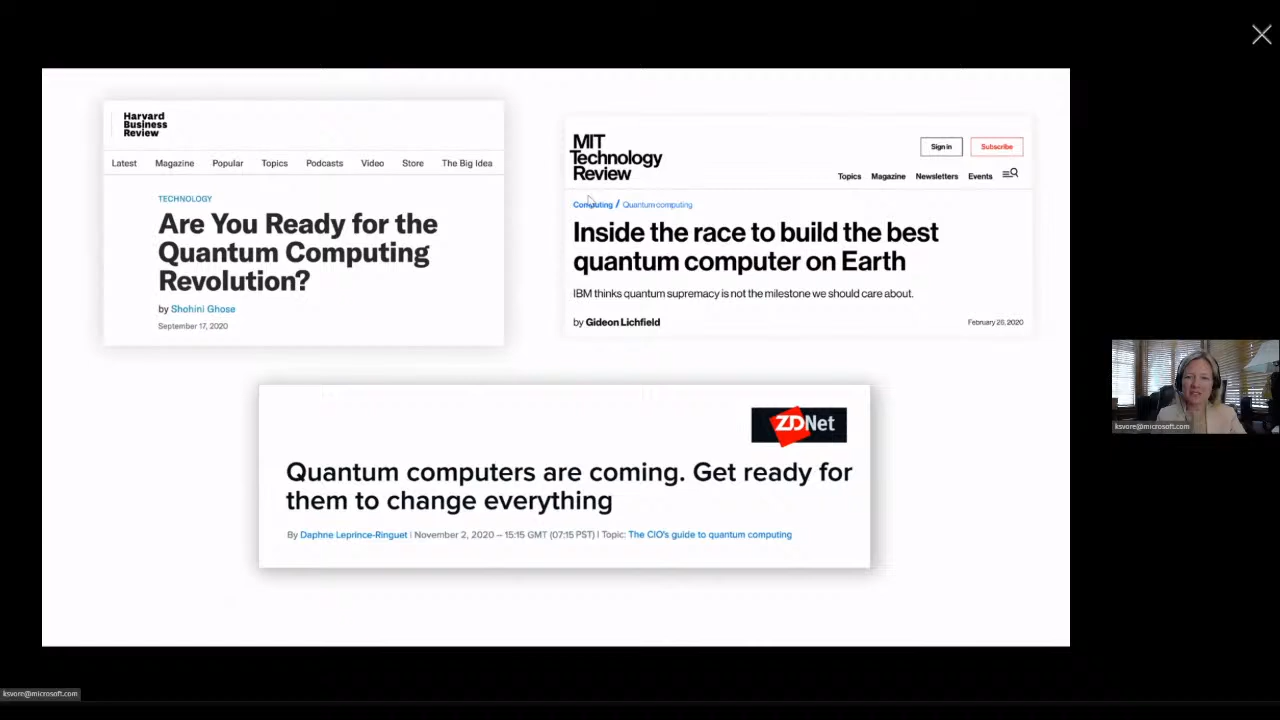 Harvard
Business
Review
Latest Magazine Popular Topics Podcasts Video Store The Big Idea
TECHNOLOGY
Are You Ready for the
Quantum Computing
Revolution?
by Shohini Ghose
September 17, 2020
MIT
Technology
Review
Sign in Subscribe
Topics Magazine Newsletters Events
Computing / Quantum computing
Inside the race to build the best
quantum computer on Earth
IBM thinks quantum supremacy is not the milestone we should care about.
by Gideon Lichfield February 26, 2020
ZDNet
Quantum computers are coming. Get ready for
them to change everything
By Daphne Leprince-Ringuet | November 2, 2020 – 15:15 GMT (07:15 PST) | Topic: The CIO's guide to quantum computing
ksvore@microsoft.com
ksvore@microsoft.com